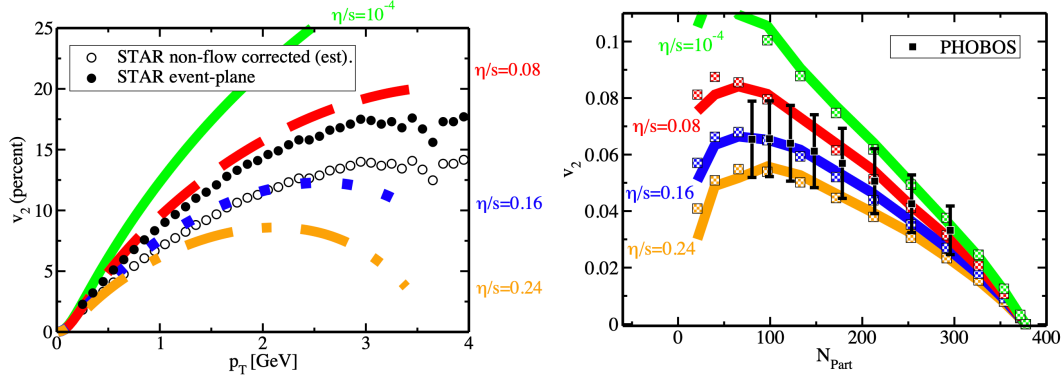 η/s=10⁻⁴
25
20
15
10
5
0
v₂ (percent)
STAR non-flow corrected (est).
STAR event-plane
η/s=0.08
η/s=0.16
η/s=0.24
0
1
2
3
4
p_T [GeV]
0.1
0.08
0.06
0.04
0.02
0
v₂
η/s=10⁻⁴
PHOBOS
η/s=0.08
η/s=0.16
η/s=0.24
-100
0
100
200
300
400
N_Part